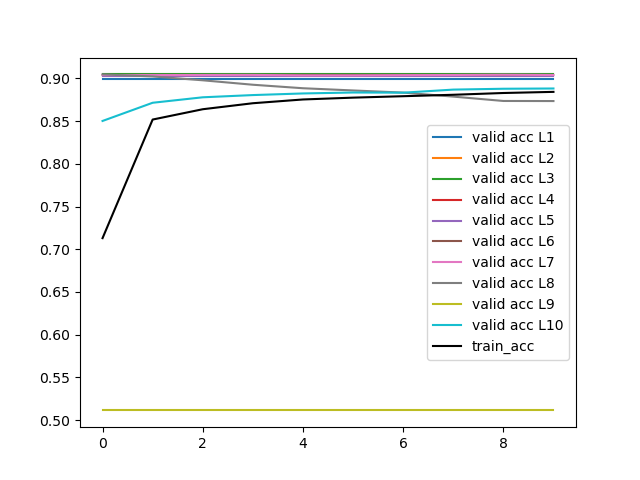 0.90
0.85
0.80
0.75
0.70
0.65
0.60
0.55
0.50
0 2 4 6 8
valid acc L1
valid acc L2
valid acc L3
valid acc L4
valid acc L5
valid acc L6
valid acc L7
valid acc L8
valid acc L9
valid acc L10
train_acc